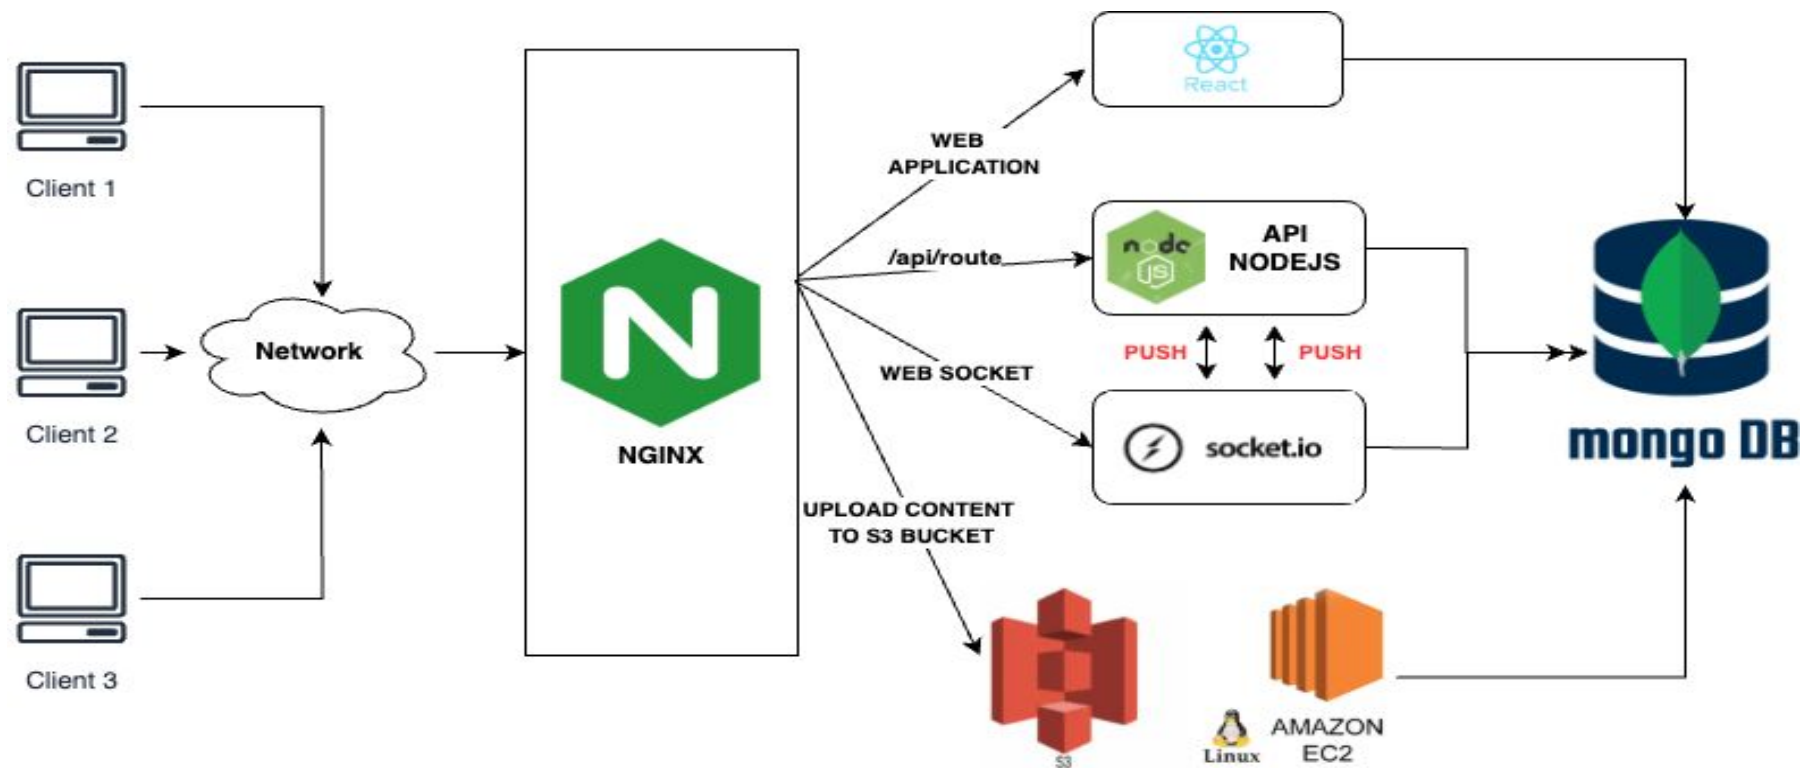 Client 1
Client 2
Client 3
Network
NGINX
WEB
APPLICATION
/api/route
WEB SOCKET
UPLOAD CONTENT
TO S3 BUCKET
React
node
JS
API
NODEJS
PUSH
PUSH
socket.io
S3
Linux
AMAZON
EC2
mongo DB